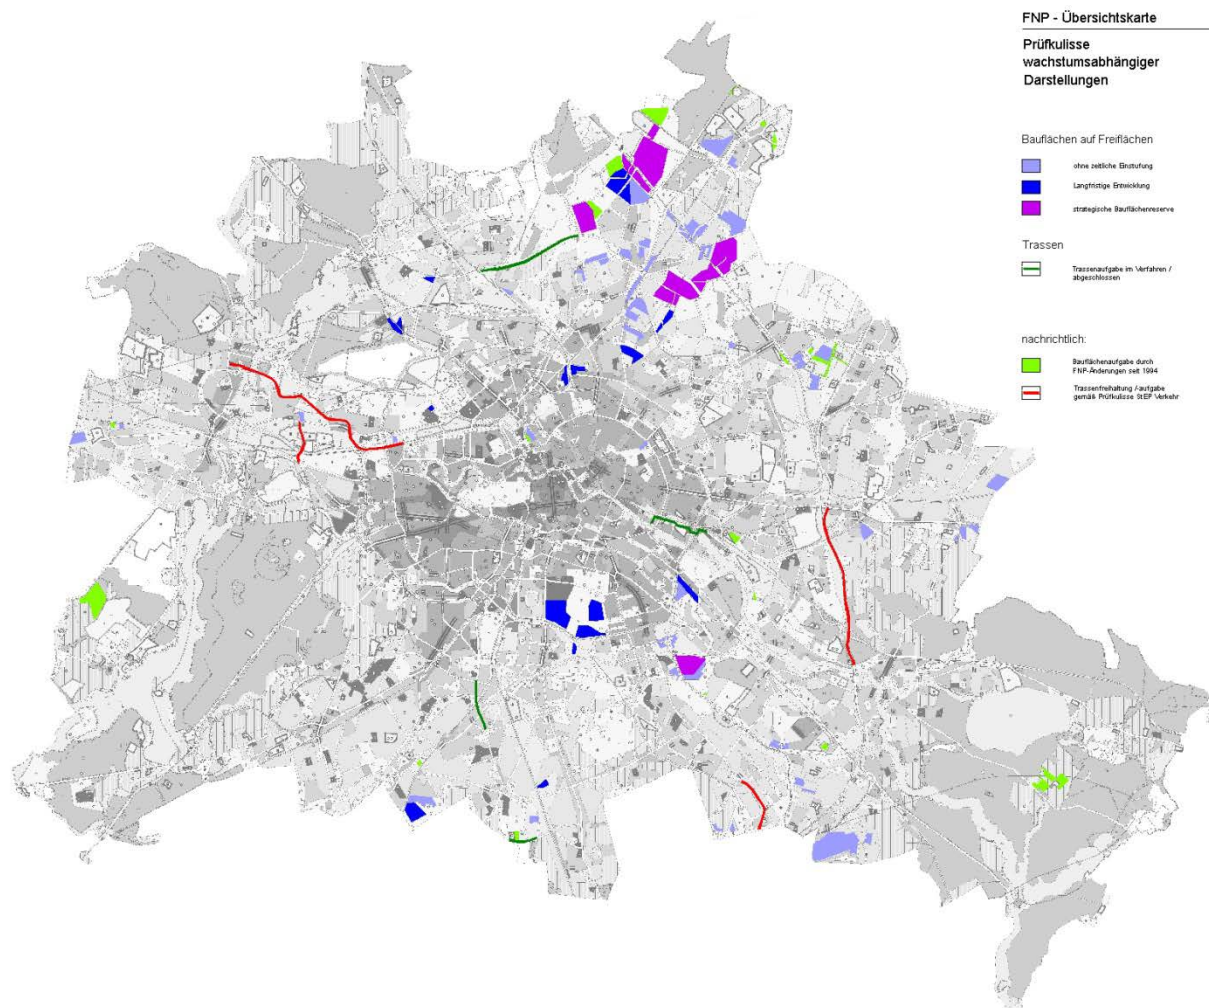 FNP - Übersichtskarte
Prüfkulisse
wachstumsabhängiger
Darstellungen
Bauflächen auf Freiflächen
ohne zeitliche Einstufung
Langfristige Entwicklung
strategische Bauflächenreserve
Trassen
Trassenaufgabe im Verfahren /
abgeschlossen
nachrichtlich:
Bauflächenaufgabe durch
FNP-Änderungen seit 1994
Trassenfreihaltung /-aufgabe
gemäß Prüfkulisse StEP Verkehr